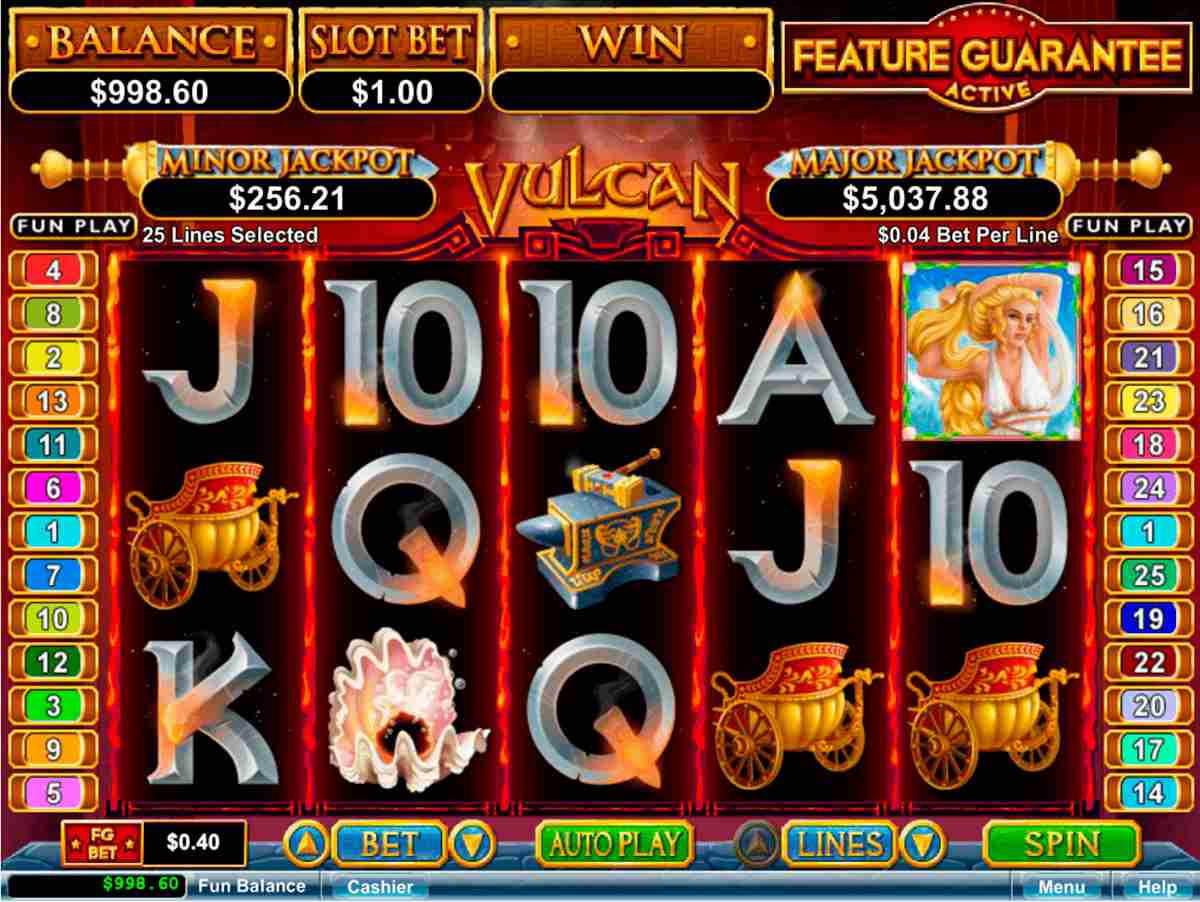 BALANCE
SLOT BET
WIN
FEATURE GUARANTEE
ACTIVE
$998.60
$1.00
MINOR JACKPOT
$256.21
VULCAN
MAJOR JACKPOT
$5,037.88
FUN PLAY
25 Lines Selected
$0.04 Bet Per Line
FUN PLAY
4
8
2
13
11
6
1
7
10
12
3
9
5
J
10
10
A
Q
J
10
K
Q
15
16
21
23
18
24
1
25
19
22
20
17
14
FG
BET
$0.40
BET
AUTO PLAY
LINES
SPIN
$998.60
Fun Balance
Cashier
Menu
Help